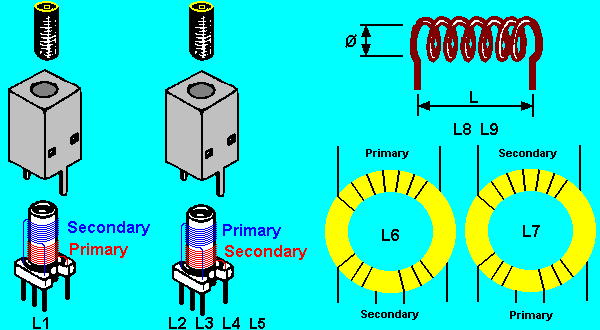 Ø
L
L8 L9
Primary
Secondary
L6
L7
Secondary
Primary
Secondary
Primary
Primary
Secondary
L1
L2 L3 L4 L5